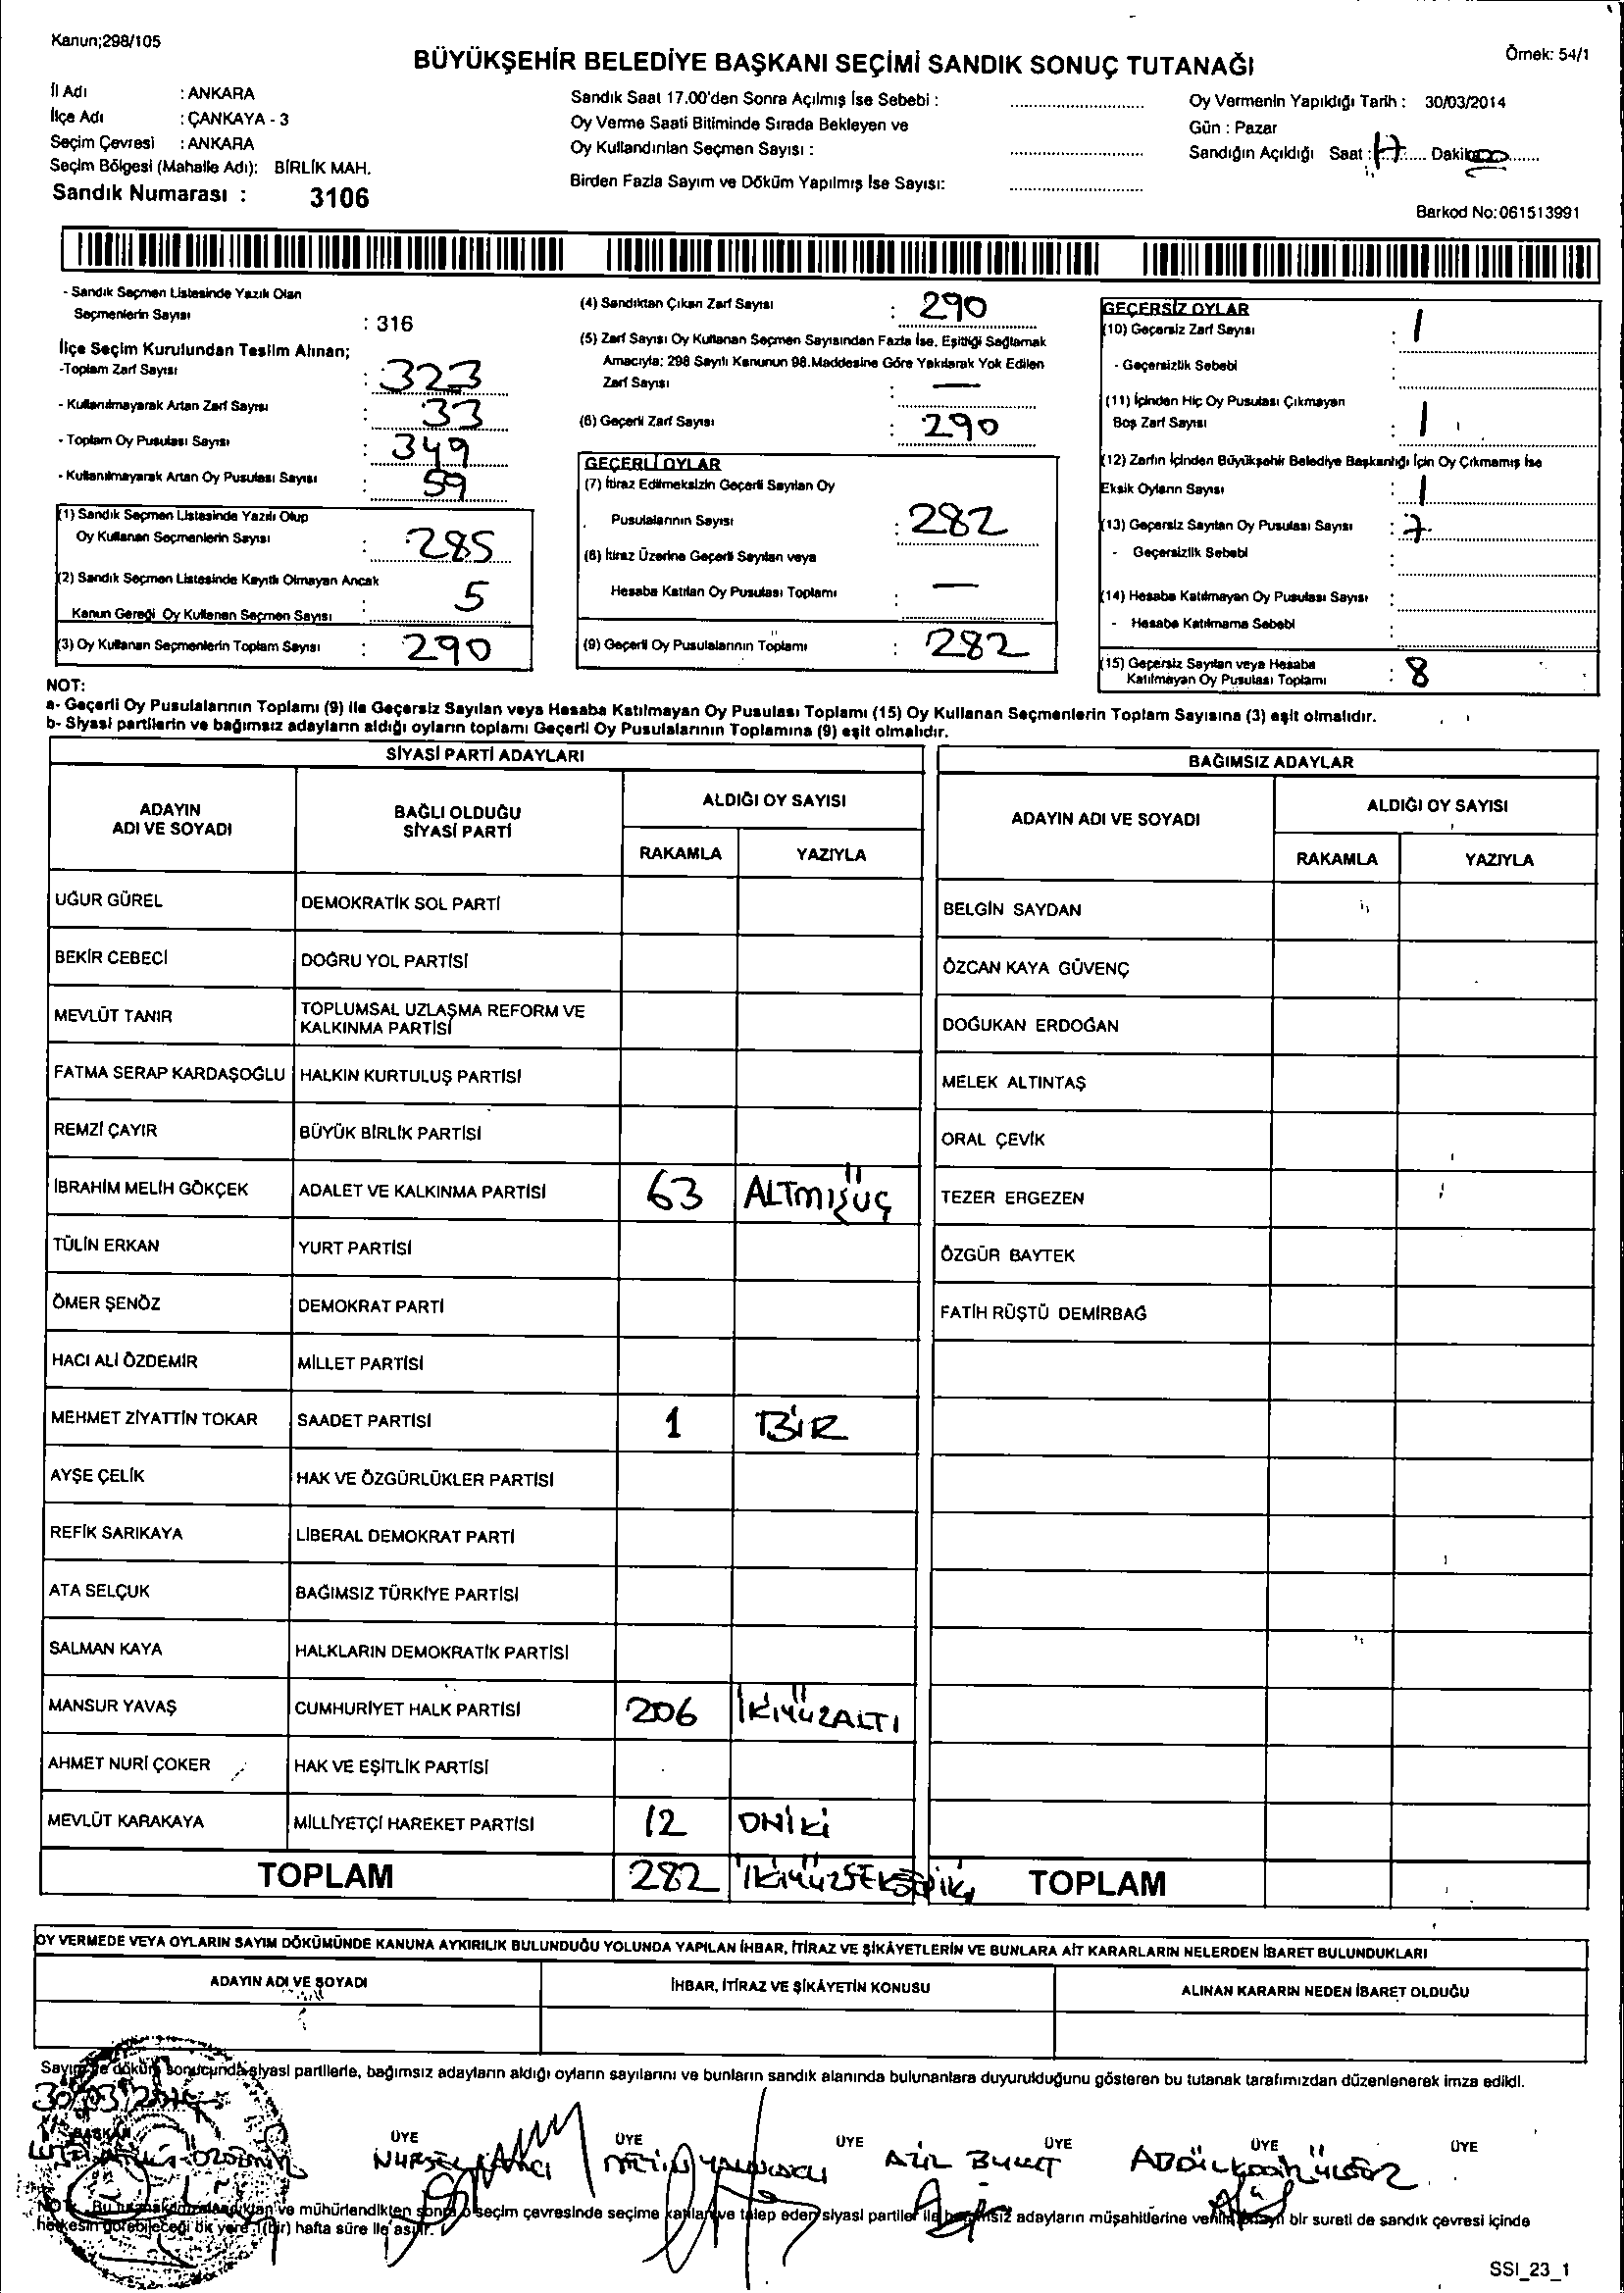 Kanun;298/105
BÜYÜKŞEHİR BELEDİYE BAŞKANI SEÇİMİ SANDIK SONUÇ TUTANAĞI
Örnek: 54/1
İl Adı : ANKARA
İlçe Adı : ÇANKAYA - 3
Seçim Çevresi : ANKARA
Seçim Bölgesi (Mahalle Adı): BİRLİK MAH.
Sandık Numarası : 3106
Sandık Saat 17.00'den Sonra Açılmış İse Sebebi :
Oy Verme Saati Bitiminde Sırada Bekleyen ve
Oy Kullandırılan Seçmen Sayısı :
Birden Fazla Sayım ve Döküm Yapılmış İse Sayısı:
Oy Vermenin Yapıldığı Tarih : 30/03/2014
Gün : Pazar
Sandığın Açıldığı Saat : 17 Dakika
Barkod No:061513991
- Sandık Seçmen Listesinde Yazılı Olan
Seçmenlerin Sayısı : 316
İlçe Seçim Kurulundan Teslim Alınan;
-Toplam Zarf Sayısı : 323
- Kullanılmayarak Artan Zarf Sayısı : 33
- Toplam Oy Pusulası Sayısı : 349
- Kullanılmayarak Artan Oy Pusulası Sayısı : 59
(1) Sandık Seçmen Listesinde Yazılı Olup
Oy Kullanan Seçmenlerin Sayısı : 285
(2) Sandık Seçmen Listesinde Kayıtlı Olmayan Ancak
Kanun Gereği Oy Kullanan Seçmen Sayısı : 5
(3) Oy Kullanan Seçmenlerin Toplam Sayısı : 290
(4) Sandıktan Çıkan Zarf Sayısı : 290
(5) Zarf Sayısı Oy Kullanan Seçmen Sayısından Fazla İse, Eşitliği Sağlamak
Amacıyla; 298 Sayılı Kanunun 98.Maddesine Göre Yakılarak Yok Edilen
Zarf Sayısı : —
(6) Geçerli Zarf Sayısı : 290
GEÇERLİ OYLAR
(7) İtiraz Edilmeksizin Geçerli Sayılan Oy
Pusulalarının Sayısı : 282
(8) İtiraz Üzerine Geçerli Sayılan veya
Hesaba Katılan Oy Pusulası Toplamı : —
(9) Geçerli Oy Pusulalarının Toplamı : 282
GEÇERSİZ OYLAR
(10) Geçersiz Zarf Sayısı : 1
- Geçersizlik Sebebi :
(11) İçinden Hiç Oy Pusulası Çıkmayan
Boş Zarf Sayısı : 1
(12) Zarfın İçinden Büyükşehir Belediye Başkanlığı İçin Oy Çıkmamış İse
Eksik Oyların Sayısı : 1
(13) Geçersiz Sayılan Oy Pusulası Sayısı : 7
- Geçersizlik Sebebi :
(14) Hesaba Katılmayan Oy Pusulası Sayısı :
- Hesaba Katılmama Sebebi :
(15) Geçersiz Sayılan veya Hesaba
Katılmayan Oy Pusulası Toplamı : 8
NOT:
a- Geçerli Oy Pusulalarının Toplamı (9) ile Geçersiz Sayılan veya Hesaba Katılmayan Oy Pusulası Toplamı (15) Oy Kullanan Seçmenlerin Toplam Sayısına (3) eşit olmalıdır.
b- Siyasi partilerin ve bağımsız adayların aldığı oyların toplamı Geçerli Oy Pusulalarının Toplamına (9) eşit olmalıdır.
SİYASİ PARTİ ADAYLARI
ADAYIN ADI VE SOYADI
BAĞLI OLDUĞU SİYASİ PARTİ
ALDIĞI OY SAYISI
RAKAMLA YAZIYLA
UĞUR GÜREL DEMOKRATİK SOL PARTİ
BEKİR CEBECİ DOĞRU YOL PARTİSİ
MEVLÜT TANIR TOPLUMSAL UZLAŞMA REFORM VE KALKINMA PARTİSİ
FATMA SERAP KARDAŞOĞLU HALKIN KURTULUŞ PARTİSİ
REMZİ ÇAYIR BÜYÜK BİRLİK PARTİSİ
İBRAHİM MELİH GÖKÇEK ADALET VE KALKINMA PARTİSİ 63 ALTMIŞÜÇ
TÜLİN ERKAN YURT PARTİSİ
ÖMER ŞENÖZ DEMOKRAT PARTİ
HACI ALİ ÖZDEMİR MİLLET PARTİSİ
MEHMET ZİYATTİN TOKAR SAADET PARTİSİ 1 BİR
AYŞE ÇELİK HAK VE ÖZGÜRLÜKLER PARTİSİ
REFİK SARIKAYA LİBERAL DEMOKRAT PARTİ
ATA SELÇUK BAĞIMSIZ TÜRKİYE PARTİSİ
SALMAN KAYA HALKLARIN DEMOKRATİK PARTİSİ
MANSUR YAVAŞ CUMHURİYET HALK PARTİSİ 206 İKİYÜZALTI
AHMET NURİ ÇOKER HAK VE EŞİTLİK PARTİSİ
MEVLÜT KARAKAYA MİLLİYETÇİ HAREKET PARTİSİ 12 ONİKİ
TOPLAM 282 İKİYÜZSEKSENİKİ
BAĞIMSIZ ADAYLAR
ADAYIN ADI VE SOYADI
ALDIĞI OY SAYISI
RAKAMLA YAZIYLA
BELGİN SAYDAN
ÖZCAN KAYA GÜVENÇ
DOĞUKAN ERDOĞAN
MELEK ALTINTAŞ
ORAL ÇEVİK
TEZER ERGEZEN
ÖZGÜR BAYTEK
FATİH RÜŞTÜ DEMİRBAĞ
TOPLAM
OY VERMEDE VEYA OYLARIN SAYIM DÖKÜMÜNDE KANUNA AYKIRILIK BULUNDUĞU YOLUNDA YAPILAN İHBAR, İTİRAZ VE ŞİKÂYETLERİN VE BUNLARA AİT KARARLARIN NELERDEN İBARET BULUNDUKLARI
ADAYIN ADI VE SOYADI İHBAR, İTİRAZ VE ŞİKÂYETİN KONUSU ALINAN KARARIN NEDEN İBARET OLDUĞU
Sayım ve döküm sonucunda siyasi partilerle, bağımsız adayların aldığı oyların sayılarını ve bunların sandık alanında bulunanlara duyurulduğunu gösteren bu tutanak tarafımızdan düzenlenerek imza edildi.
30/03/2014
BAŞKAN ÜYE ÜYE ÜYE ÜYE ÜYE ÜYE
AZİL BULUT
NOT: Bu tutanak imzalandıktan ve mühürlendikten sonra o seçim çevresinde seçime katılan ve talep eden siyasi partiler ile bağımsız adayların müşahitlerine bir sureti de sandık çevresi içinde
herkesin görebileceği bir yere 1(bir) hafta süre ile asılır.
SSI_23_1